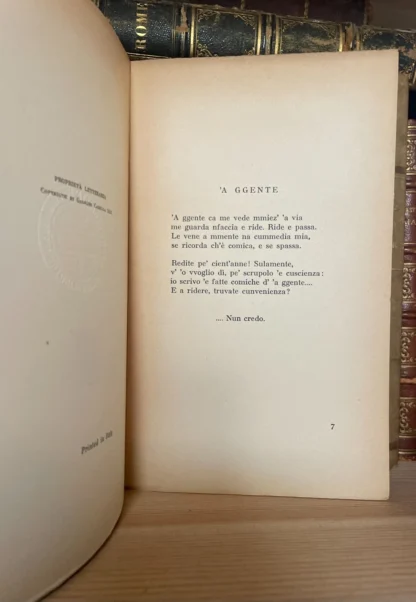 ROME
PROPRIETÀ LETTERARIA
Printed in Italy
'A GGENTE
'A ggente ca me vede mmiez' 'a via
me guarda nfaccia e ride. Ride e passa.
Le vene a mmente na cummedia mia,
se ricorda ch'è comica, e se spassa.
Redite pe' cient'anne! Sulamente,
v' 'o vvoglio dì, pe' scrupolo 'e cuscienza:
io scrivo 'e fatte comiche d' 'a ggente....
E a ridere, truvate cunvenienza?
.... Nun credo.
7